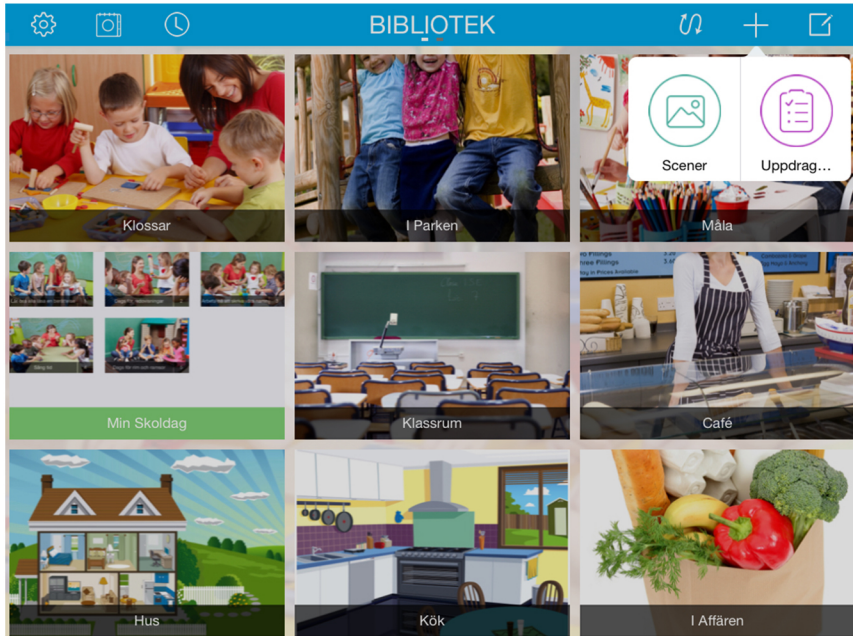 BIBLIOTEK
Scener
Uppdrag...
Klossar
I Parken
Måla
Min Skoldag
Klassrum
Café
Hus
Kök
I Affären